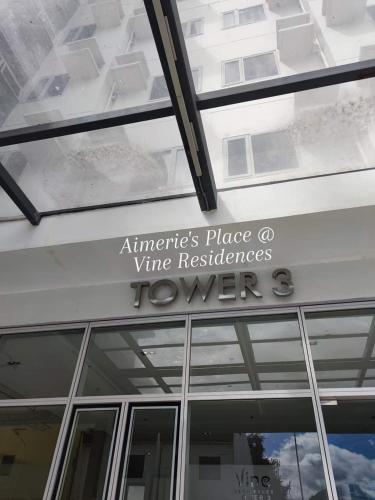 Aimerie's Place @
Vine Residences
TOWER 3
Vine